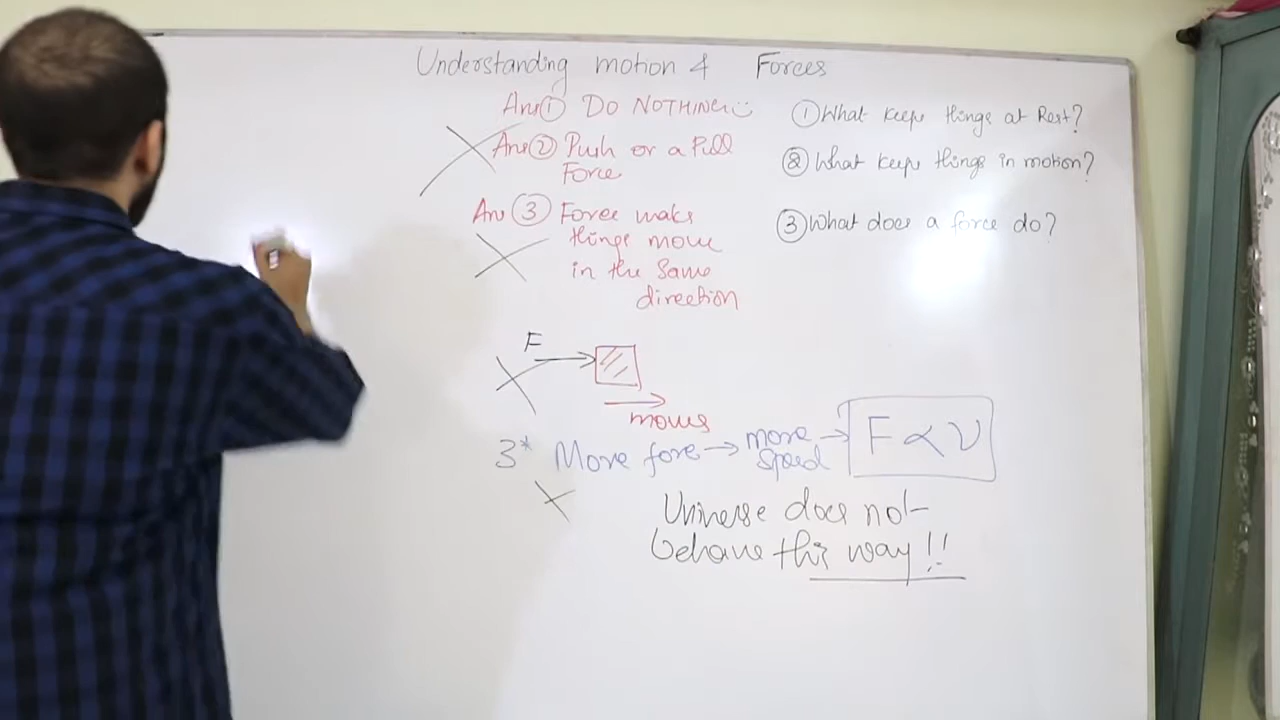 Understanding motion & Forces
Ans ① DO NOTHING
① What keeps things at Rest?
Ans ② Push or a Pull
Force
② What keeps things in motion?
Ans ③ Force maks
things move
in the same
direction
③ What does a force do?
F
moves
3* More fore → more
speed → F ∝ v
Universe does not
behave this way!!